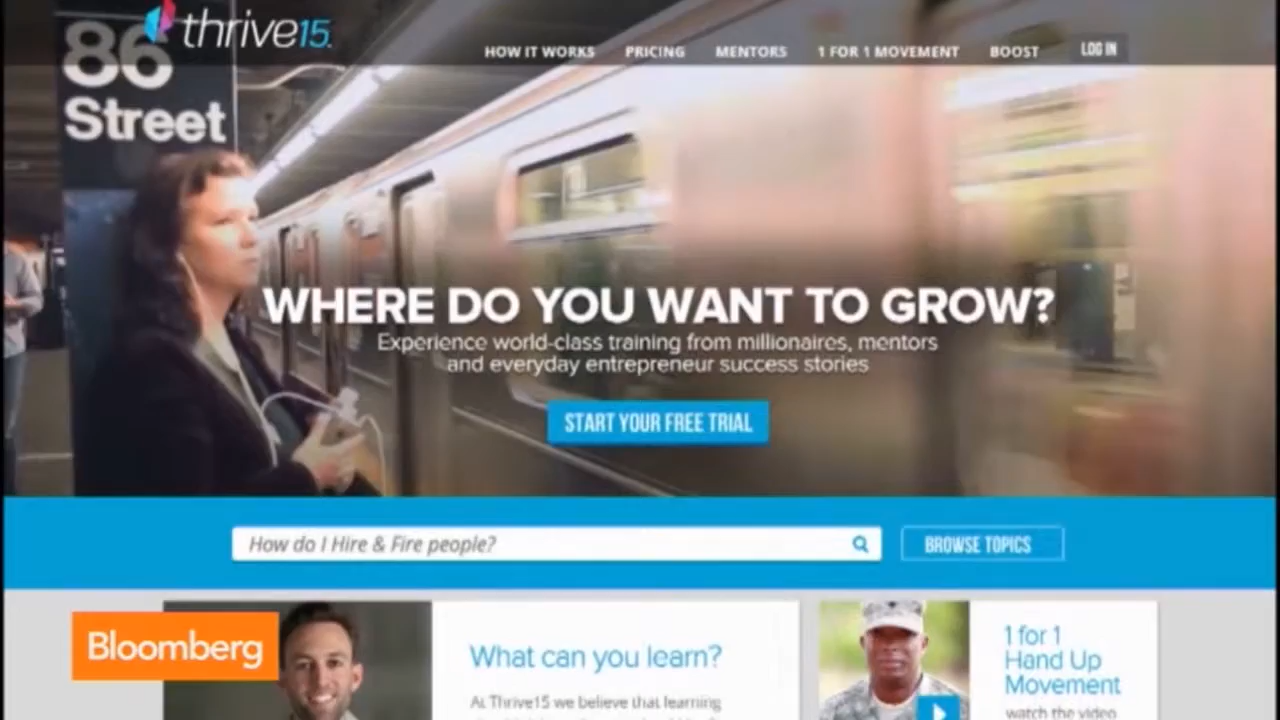 86
Street
thrive15.
HOW IT WORKS PRICING MENTORS 1 FOR 1 MOVEMENT BOOST LOG IN
WHERE DO YOU WANT TO GROW?
Experience world-class training from millionaires, mentors
and everyday entrepreneur success stories
START YOUR FREE TRIAL
How do I Hire & Fire people?
BROWSE TOPICS
Bloomberg
What can you learn?
At Thrive15 we believe that learning
1 for 1
Hand Up
Movement
watch the video